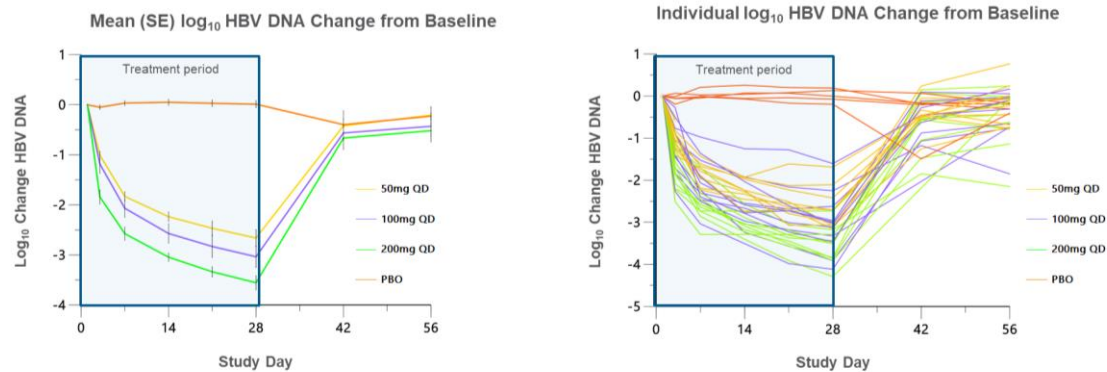 Mean (SE) log10 HBV DNA Change from Baseline
1
0
-1
-2
-3
-4
Log10 Change HBV DNA
Treatment period
50mg QD
100mg QD
200mg QD
PBO
0
14
28
42
56
Study Day
Individual log10 HBV DNA Change from Baseline
1
0
-1
-2
-3
-4
-5
Log10 Change HBV DNA
Treatment period
50mg QD
100mg QD
200mg QD
PBO
0
14
28
42
56
Study Day